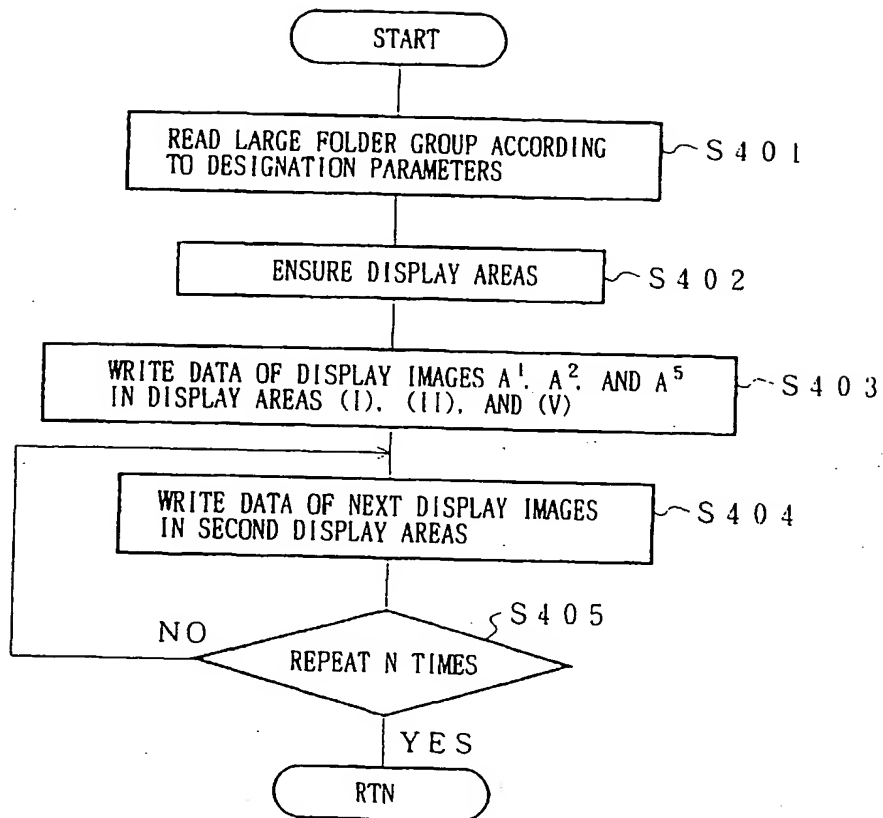 START
READ LARGE FOLDER GROUP ACCORDING
TO DESIGNATION PARAMETERS
S401
ENSURE DISPLAY AREAS
S402
WRITE DATA OF DISPLAY IMAGES A¹, A², AND A⁵
IN DISPLAY AREAS (I), (II), AND (V)
S403
WRITE DATA OF NEXT DISPLAY IMAGES
IN SECOND DISPLAY AREAS
S404
S405
NO
REPEAT N TIMES
YES
RTN